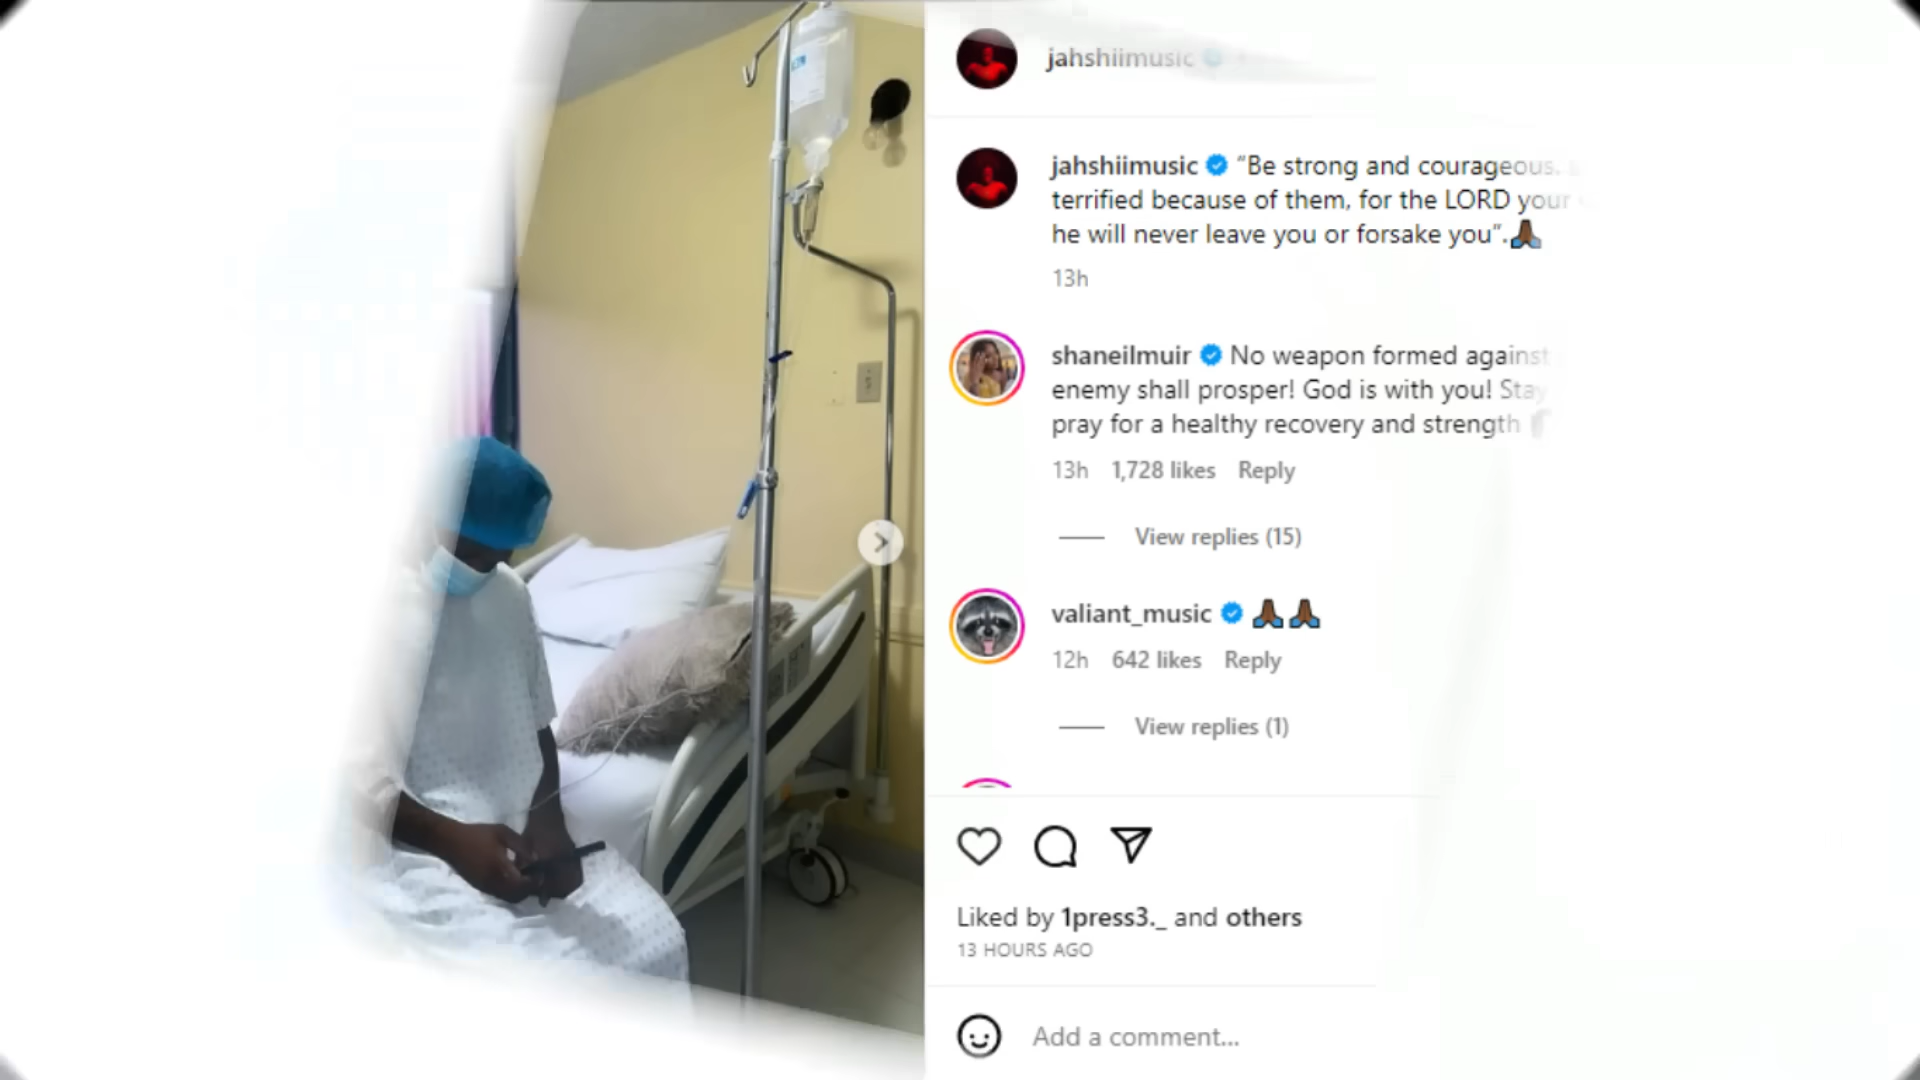 jahshiimusic
jahshiimusic "Be strong and courageous.
terrified because of them, for the LORD your
he will never leave you or forsake you".🙏🏾
13h
shaneilmuir No weapon formed against
enemy shall prosper! God is with you! Stay
pray for a healthy recovery and strength
13h 1,728 likes Reply
View replies (15)
valiant_music 🙏🏾🙏🏾
12h 642 likes Reply
View replies (1)
Liked by 1press3._ and others
13 HOURS AGO
Add a comment...